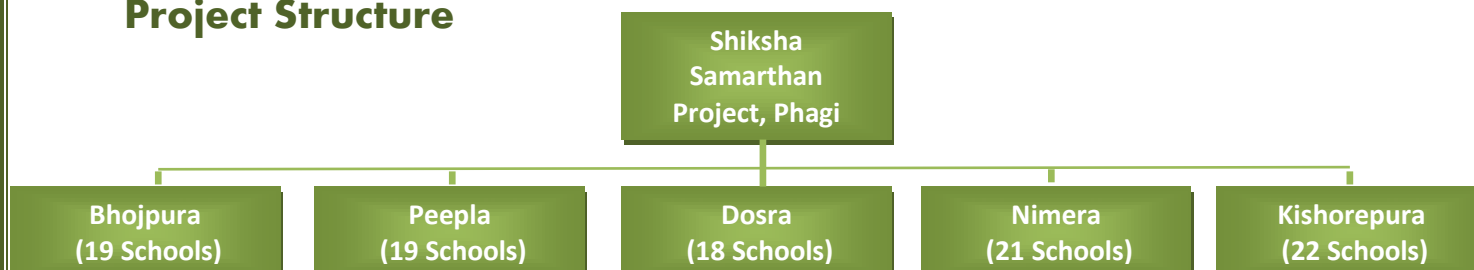 Project Structure
Shiksha
Samarthan
Project, Phagi
Bhojpura
(19 Schools)
Peepla
(19 Schools)
Dosra
(18 Schools)
Nimera
(21 Schools)
Kishorepura
(22 Schools)